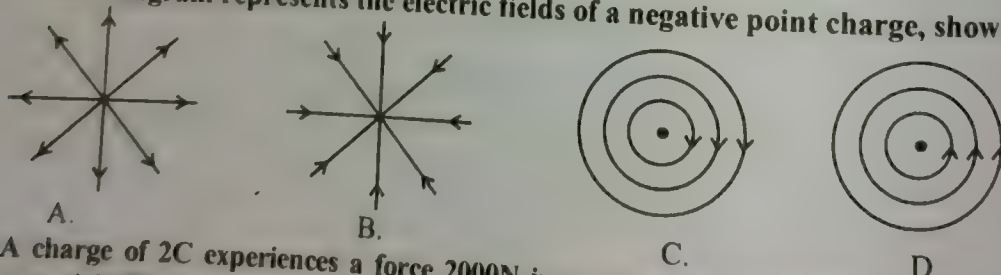 represents the electric fields of a negative point charge, show
A.
B.
C.
D
A charge of 2C experiences a force 2000N